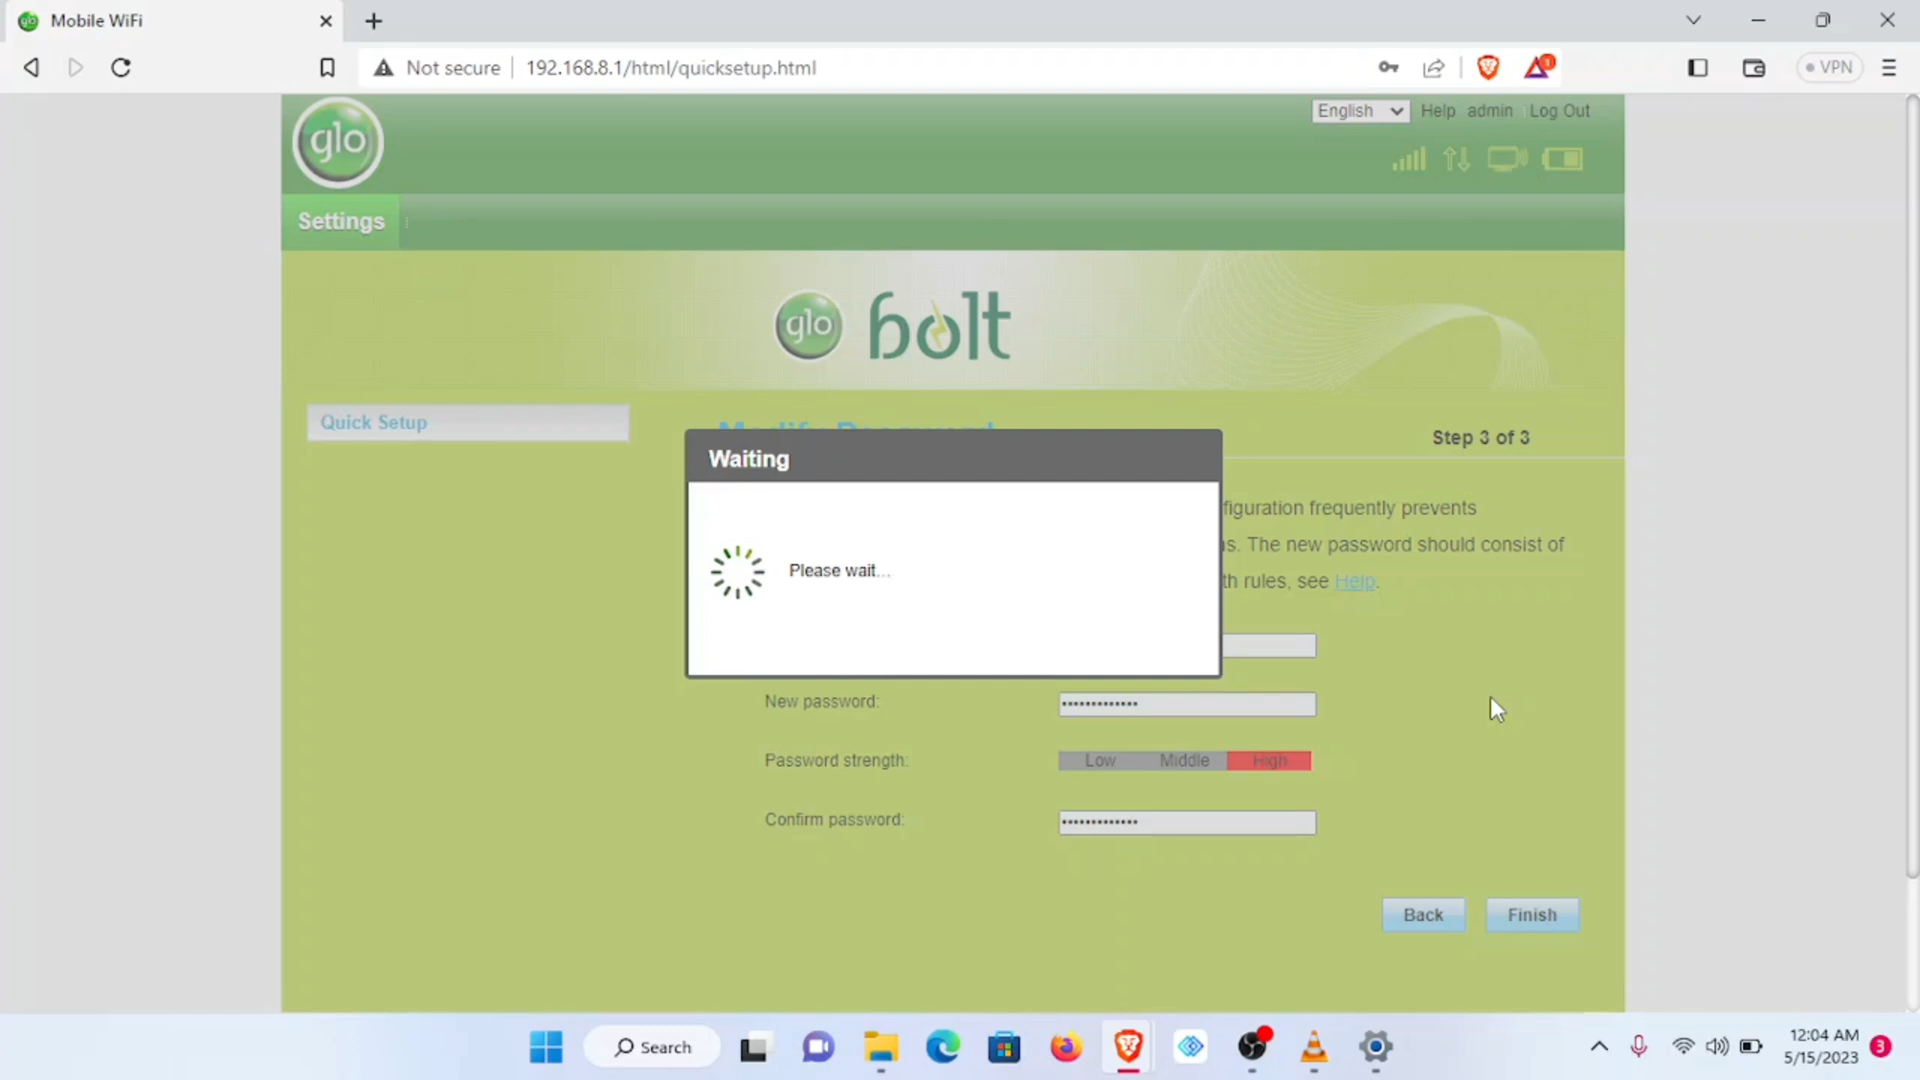 Mobile WiFi
Not secure
192.168.8.1/html/quicksetup.html
VPN
glo
English
Help
admin
Log Out
Settings
glo bolt
Quick Setup
Modify Password
Step 3 of 3
Waiting
figuration frequently prevents
s. The new password should consist of
Please wait...
th rules, see Help.
New password:
•••••••••••••
Password strength:
Low
Middle
High
Confirm password:
•••••••••••••
Back
Finish
Search
12:04 AM
5/15/2023
3